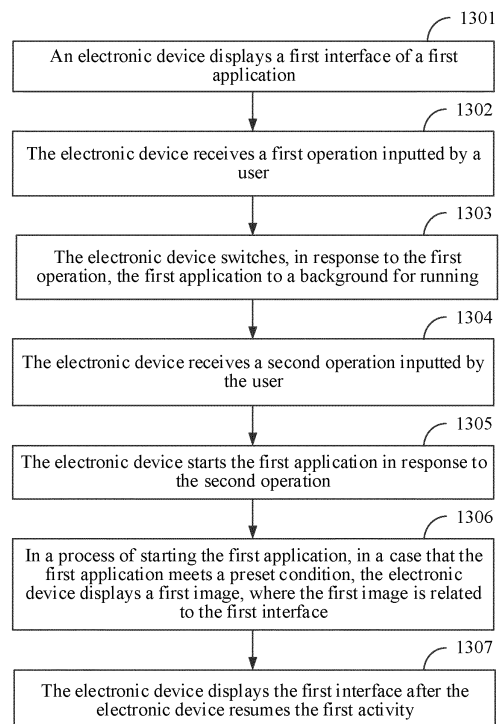 1301
An electronic device displays a first interface of a first
application
1302
The electronic device receives a first operation inputted by a
user
1303
The electronic device switches, in response to the first
operation, the first application to a background for running
1304
The electronic device receives a second operation inputted by
the user
1305
The electronic device starts the first application in response to
the second operation
1306
In a process of starting the first application, in a case that the
first application meets a preset condition, the electronic
device displays a first image, where the first image is related
to the first interface
1307
The electronic device displays the first interface after the
electronic device resumes the first activity